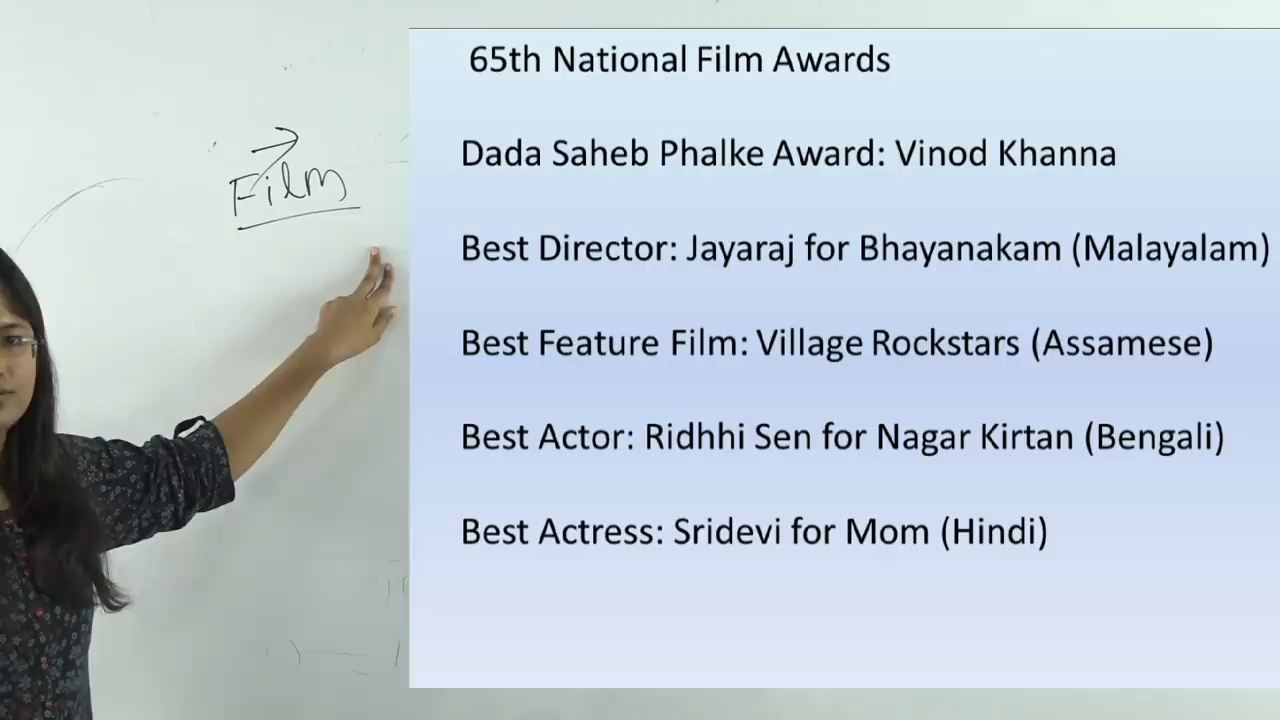 Film
65th National Film Awards
Dada Saheb Phalke Award: Vinod Khanna
Best Director: Jayaraj for Bhayanakam (Malayalam)
Best Feature Film: Village Rockstars (Assamese)
Best Actor: Ridhhi Sen for Nagar Kirtan (Bengali)
Best Actress: Sridevi for Mom (Hindi)